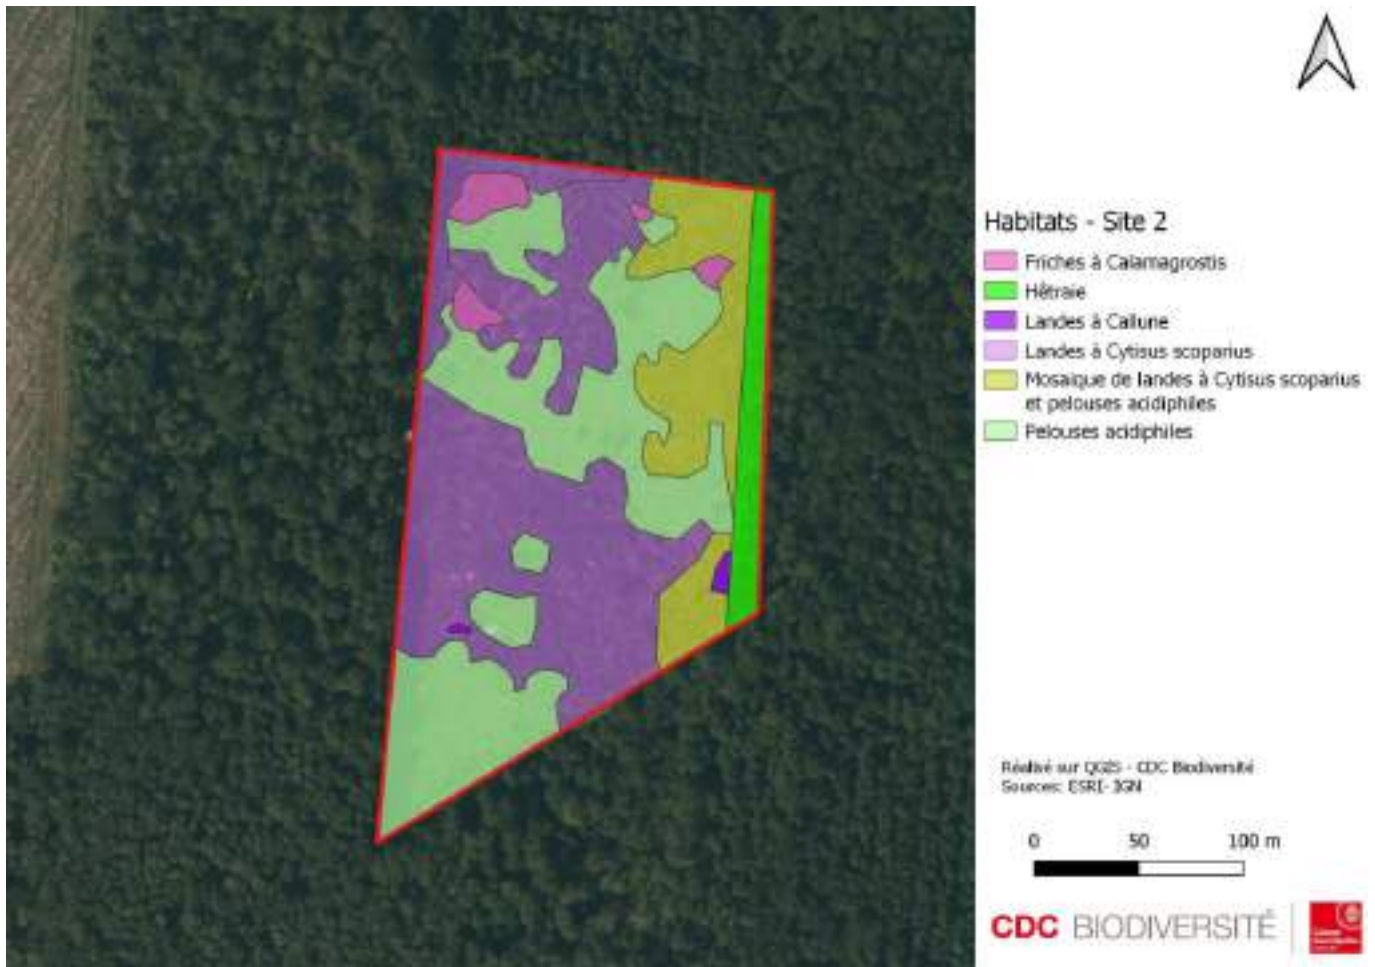 Habitats - Site 2
Friches à Calamagrostis
Hêtraie
Landes à Callune
Landes à Cytisus scoparius
Mosaïque de landes à Cytisus scoparius
et pelouses acidiphiles
Pelouses acidiphiles
Réalisé sur QGIS - CDC Biodiversité
Sources: ESRI- IGN
0 50 100 m
CDC BIODIVERSITÉ